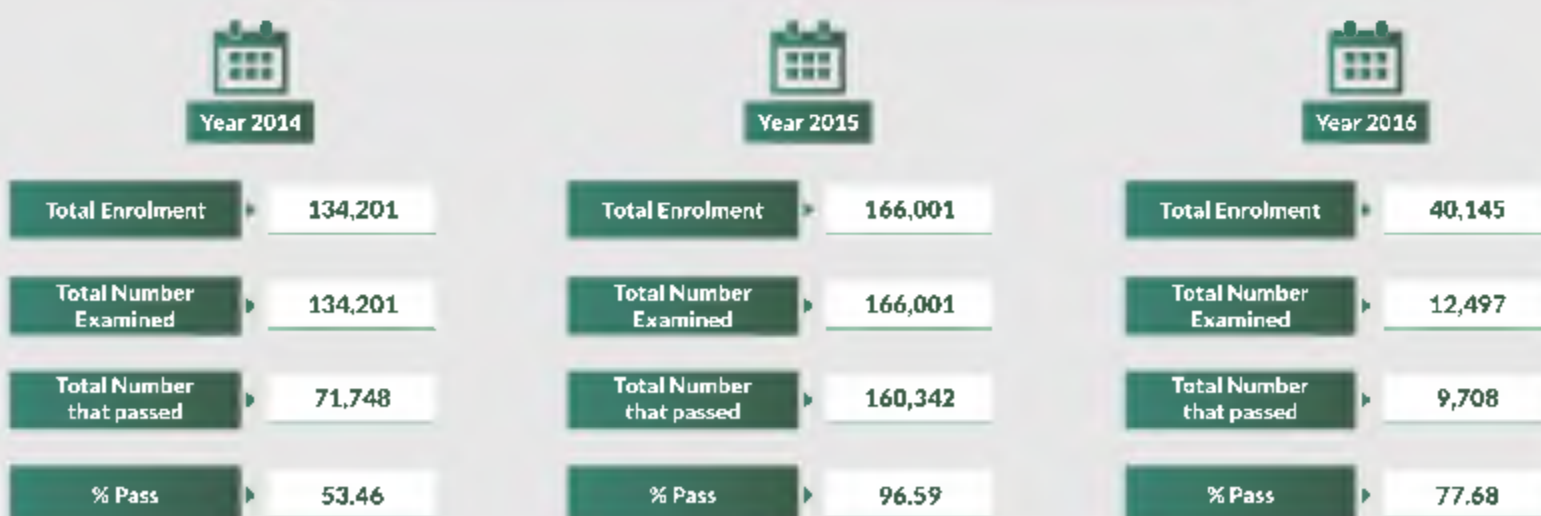 Year 2014
Total Enrolment
134,201
Total Number
Examined
134,201
Total Number
that passed
71,748
% Pass
53.46
Year 2015
Total Enrolment
166,001
Total Number
Examined
166,001
Total Number
that passed
160,342
% Pass
96.59
Year 2016
Total Enrolment
40,145
Total Number
Examined
12,497
Total Number
that passed
9,708
% Pass
77.68